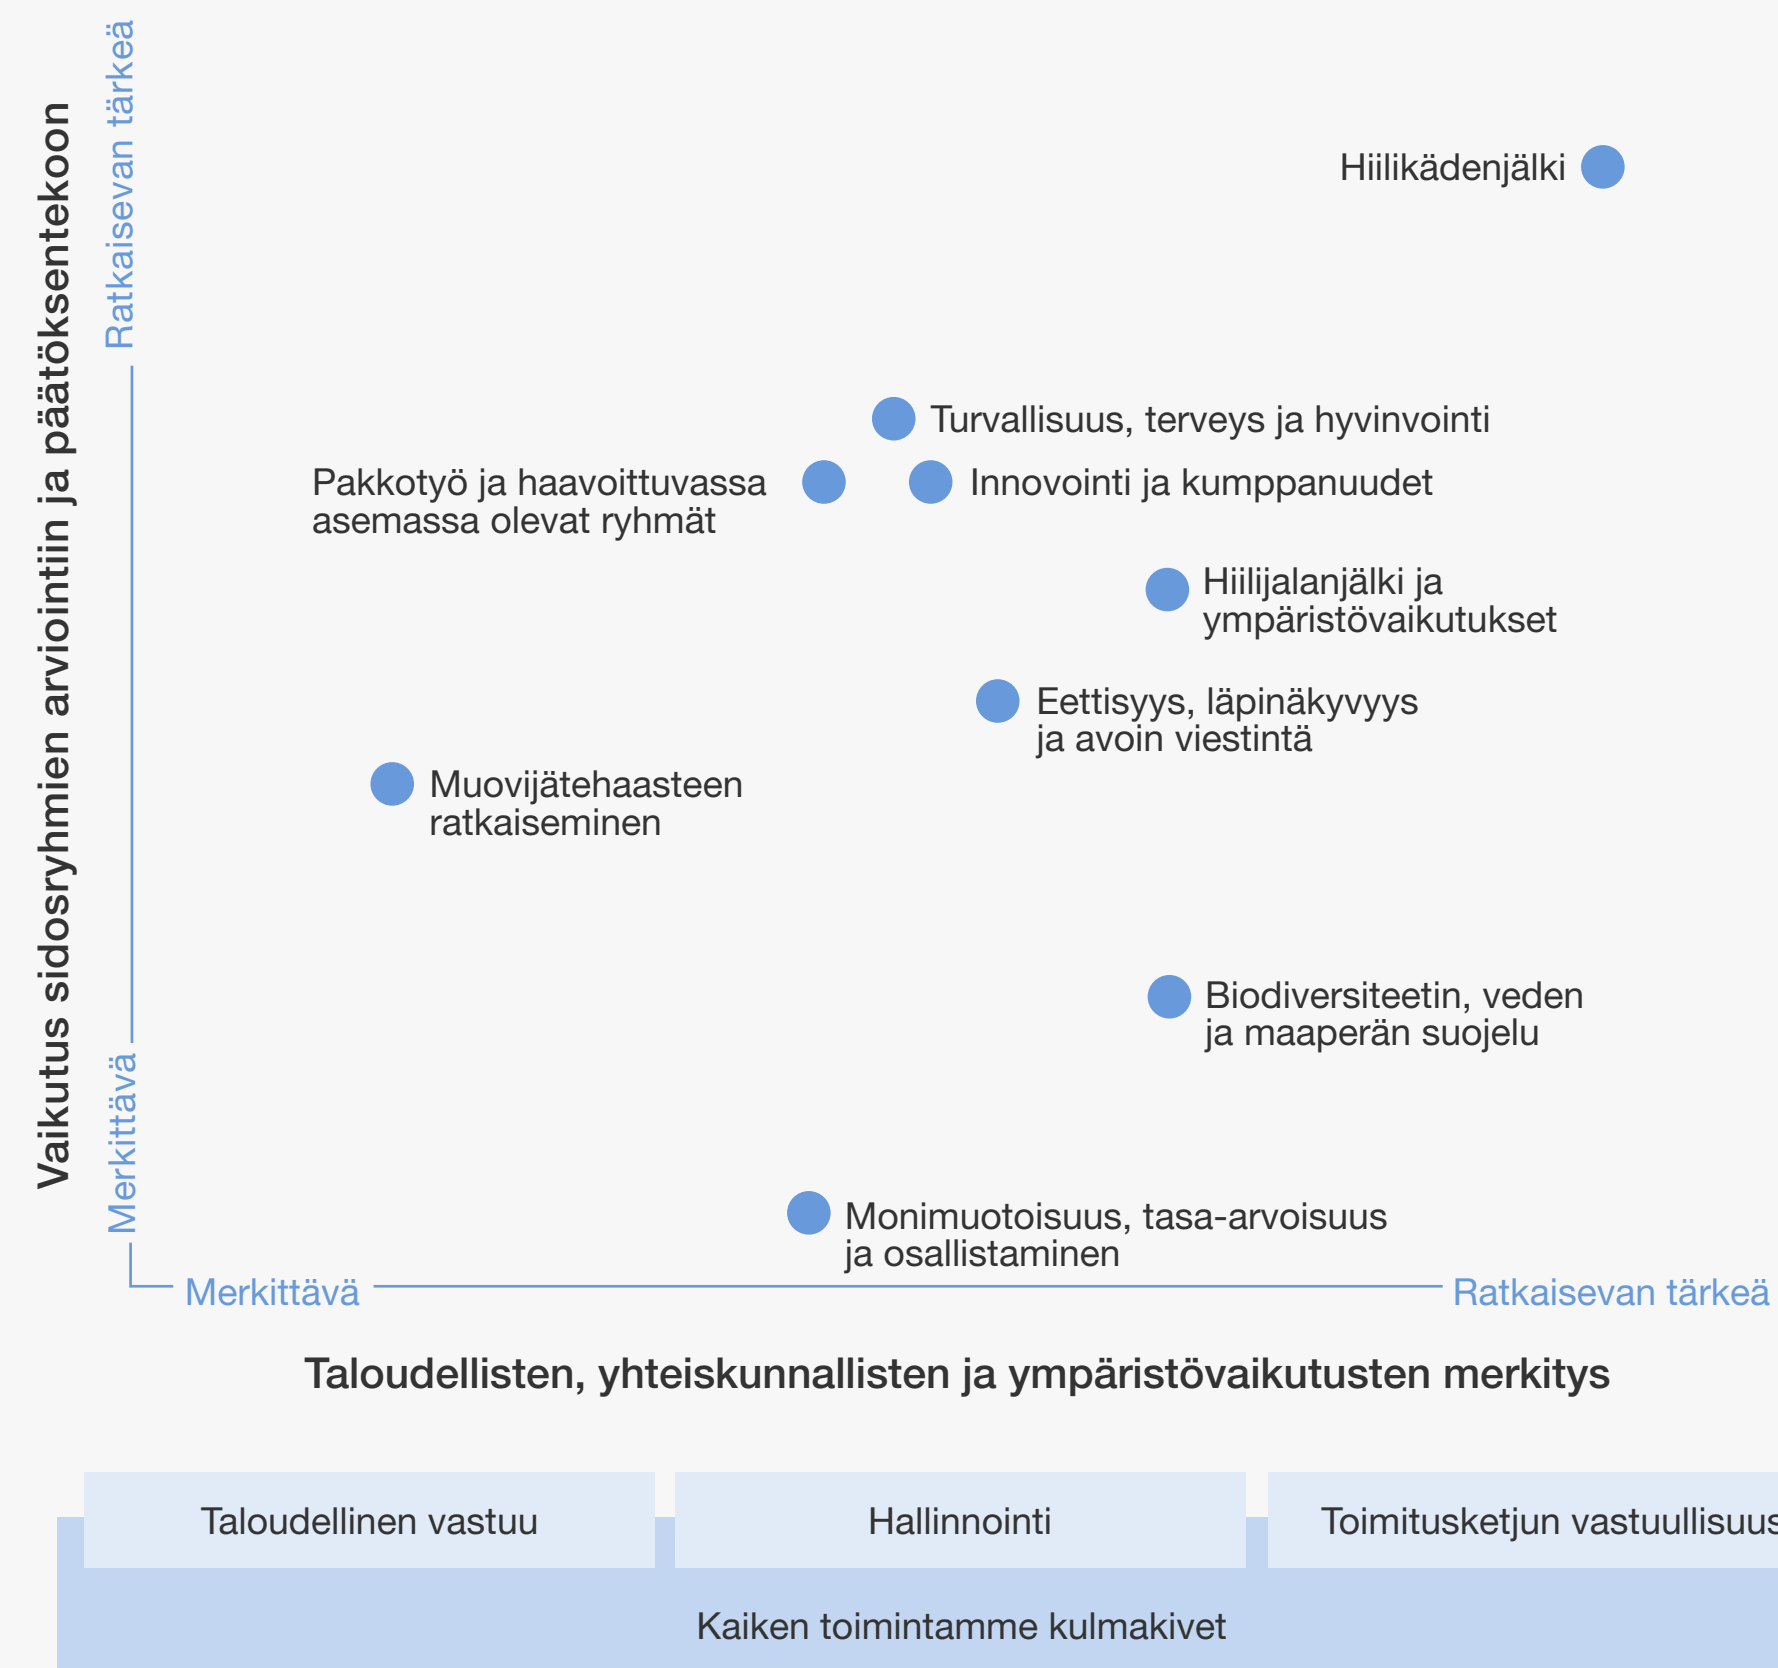 Vaikutus sidosryhmien arviointiin ja päätöksentekoon
Ratkaisevan tärkeä
Merkittävä
Hiilikädenjälki
Turvallisuus, terveys ja hyvinvointi
Pakkotyö ja haavoittuvassa
asemassa olevat ryhmät
Innovointi ja kumppanuudet
Hiilijalanjälki ja
ympäristövaikutukset
Eettisyys, läpinäkyvyys
ja avoin viestintä
Muovijätehaasteen
ratkaiseminen
Biodiversiteetin, veden
ja maaperän suojelu
Monimuotoisuus, tasa-arvoisuus
ja osallistaminen
Merkittävä
Ratkaisevan tärkeä
Taloudellisten, yhteiskunnallisten ja ympäristövaikutusten merkitys
Taloudellinen vastuu
Hallinnointi
Toimitusketjun vastuullisuus
Kaiken toimintamme kulmakivet